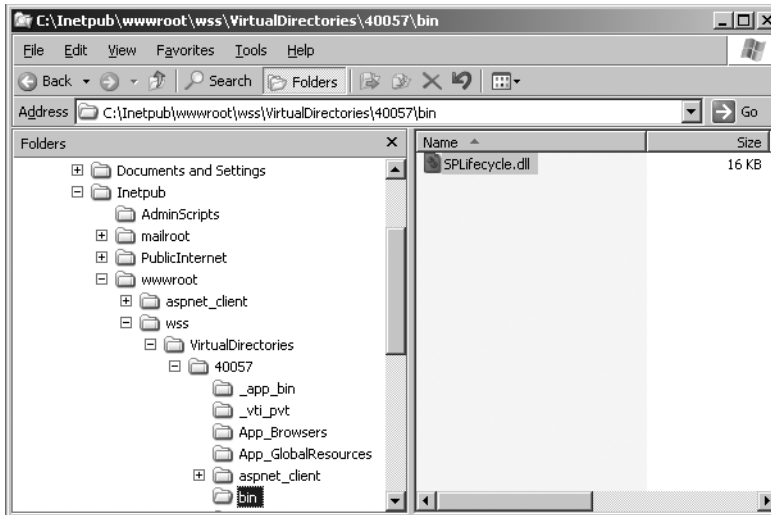 C:\Inetpub\wwwroot\wss\VirtualDirectories\40057\bin
File Edit View Favorites Tools Help
Back Search Folders
Address C:\Inetpub\wwwroot\wss\VirtualDirectories\40057\bin Go
Folders
Name Size
Documents and Settings
SPLifecycle.dll 16 KB
Inetpub
AdminScripts
mailroot
PublicInternet
wwwroot
aspnet_client
wss
VirtualDirectories
40057
_app_bin
_vti_pvt
App_Browsers
App_GlobalResources
aspnet_client
bin